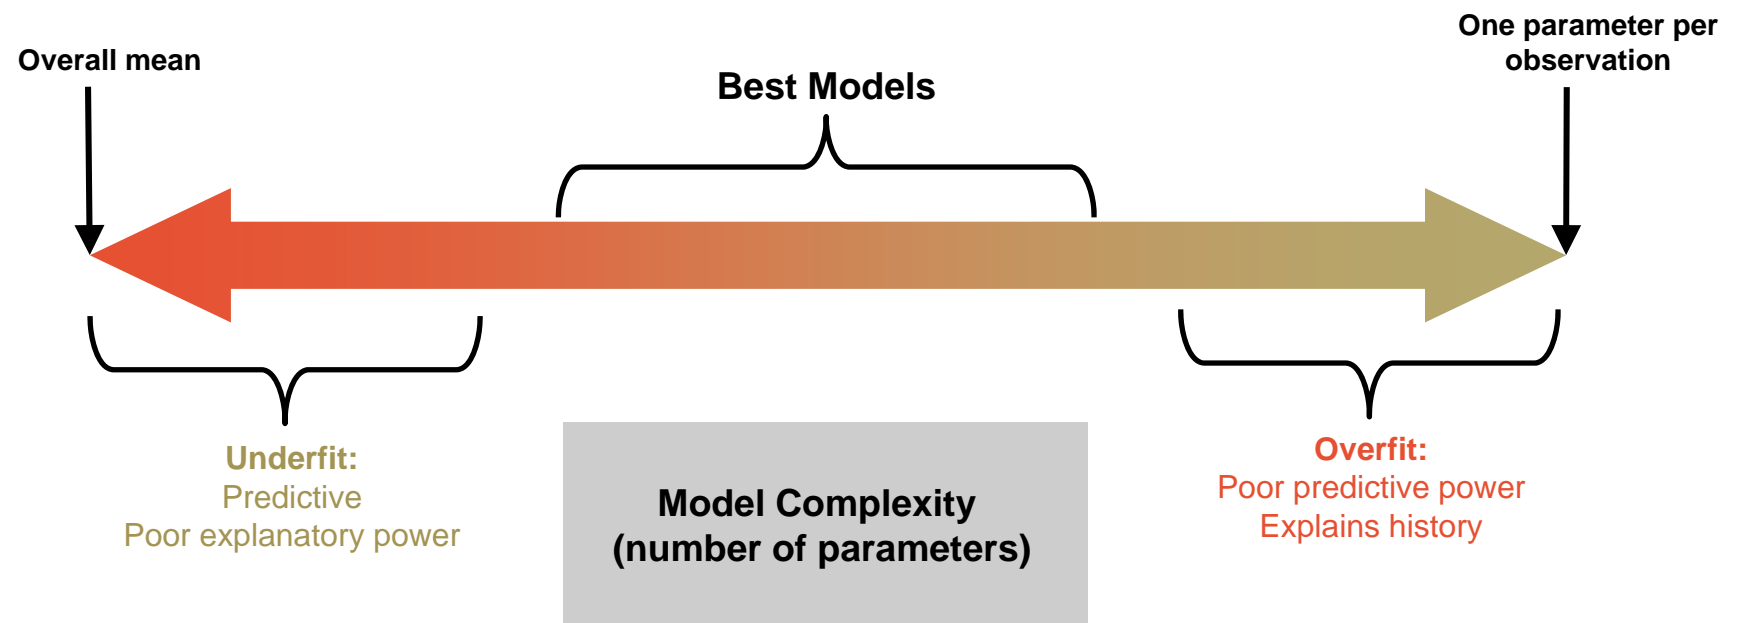 Overall mean
Best Models
One parameter per
observation
Underfit:
Predictive
Poor explanatory power
Model Complexity
(number of parameters)
Overfit:
Poor predictive power
Explains history